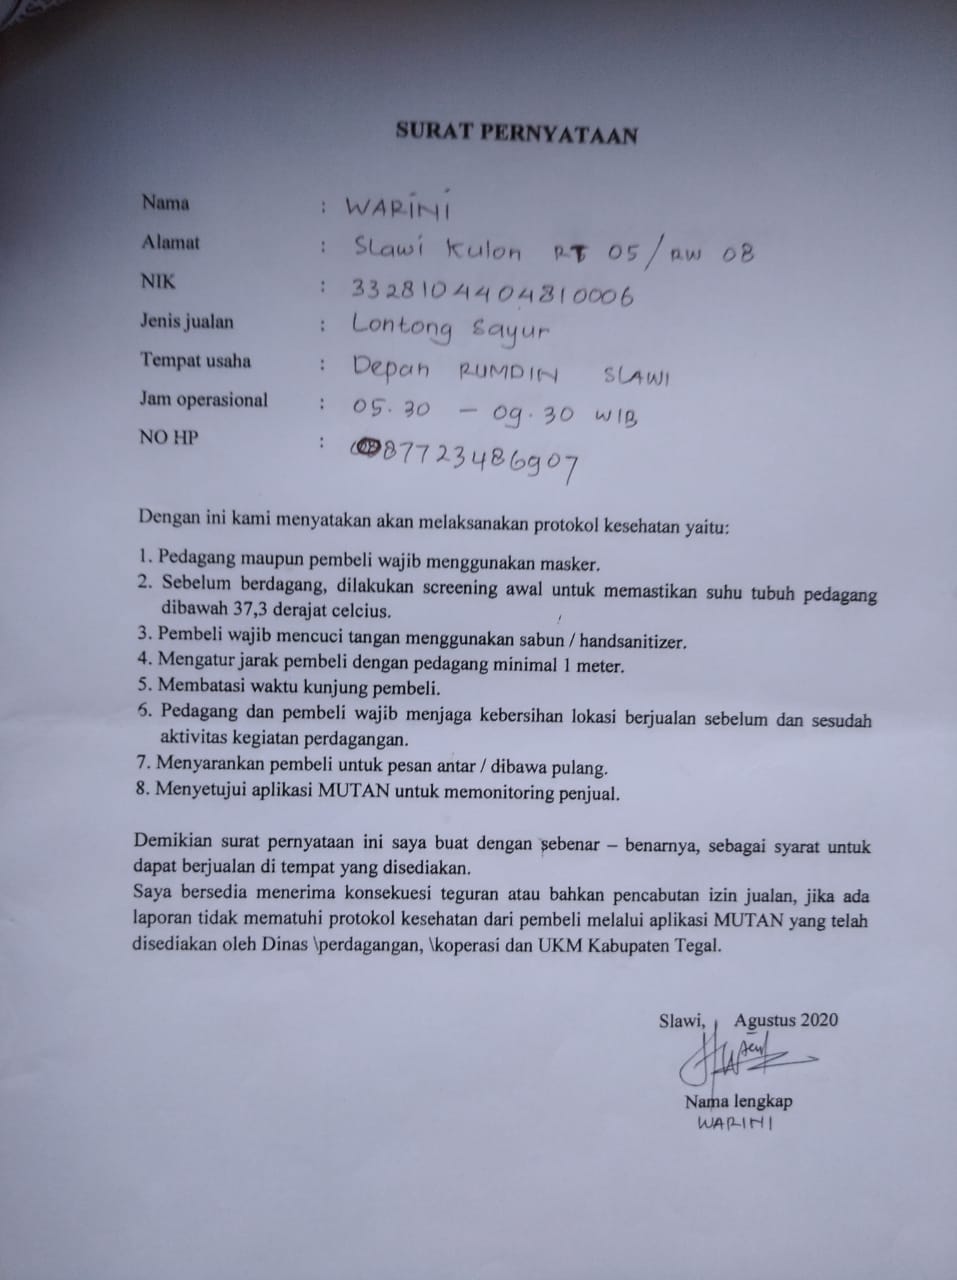 SURAT PERNYATAAN
Nama : WARINI
Alamat : Slawi Kulon RT 05/RW 08
NIK : 3328104404810006
Jenis jualan : Lontong Sayur
Tempat usaha : Depan RUMDIN SLAWI
Jam operasional : 05.30 - 09.30 WIB
NO HP : 87723486907
Dengan ini kami menyatakan akan melaksanakan protokol kesehatan yaitu:
1. Pedagang maupun pembeli wajib menggunakan masker.
2. Sebelum berdagang, dilakukan screening awal untuk memastikan suhu tubuh pedagang
dibawah 37,3 derajat celcius.
3. Pembeli wajib mencuci tangan menggunakan sabun / handsanitizer.
4. Mengatur jarak pembeli dengan pedagang minimal 1 meter.
5. Membatasi waktu kunjung pembeli.
6. Pedagang dan pembeli wajib menjaga kebersihan lokasi berjualan sebelum dan sesudah
aktivitas kegiatan perdagangan.
7. Menyarankan pembeli untuk pesan antar / dibawa pulang.
8. Menyetujui aplikasi MUTAN untuk memonitoring penjual.
Demikian surat pernyataan ini saya buat dengan sebenar – benarnya, sebagai syarat untuk
dapat berjualan di tempat yang disediakan.
Saya bersedia menerima konsekuesi teguran atau bahkan pencabutan izin jualan, jika ada
laporan tidak mematuhi protokol kesehatan dari pembeli melalui aplikasi MUTAN yang telah
disediakan oleh Dinas \perdagangan, \koperasi dan UKM Kabupaten Tegal.
Slawi, Agustus 2020
Nama lengkap
WARINI